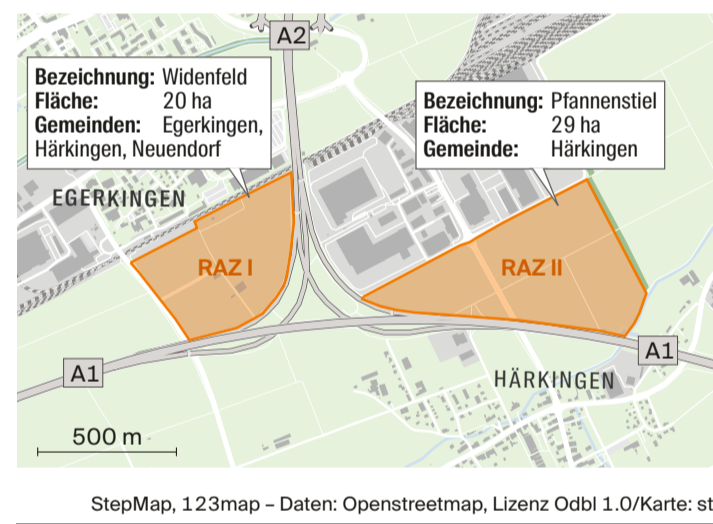 A2
Bezeichnung: Widenfeld
Fläche: 20 ha
Gemeinden: Egerkingen,
Härkingen, Neuendorf
Bezeichnung: Pfannenstiel
Fläche: 29 ha
Gemeinde: Härkingen
EGERKINGEN
RAZ I
RAZ II
A1
A1
HÄRKINGEN
500 m
StepMap, 123map – Daten: Openstreetmap, Lizenz Odbl 1.0/Karte: st